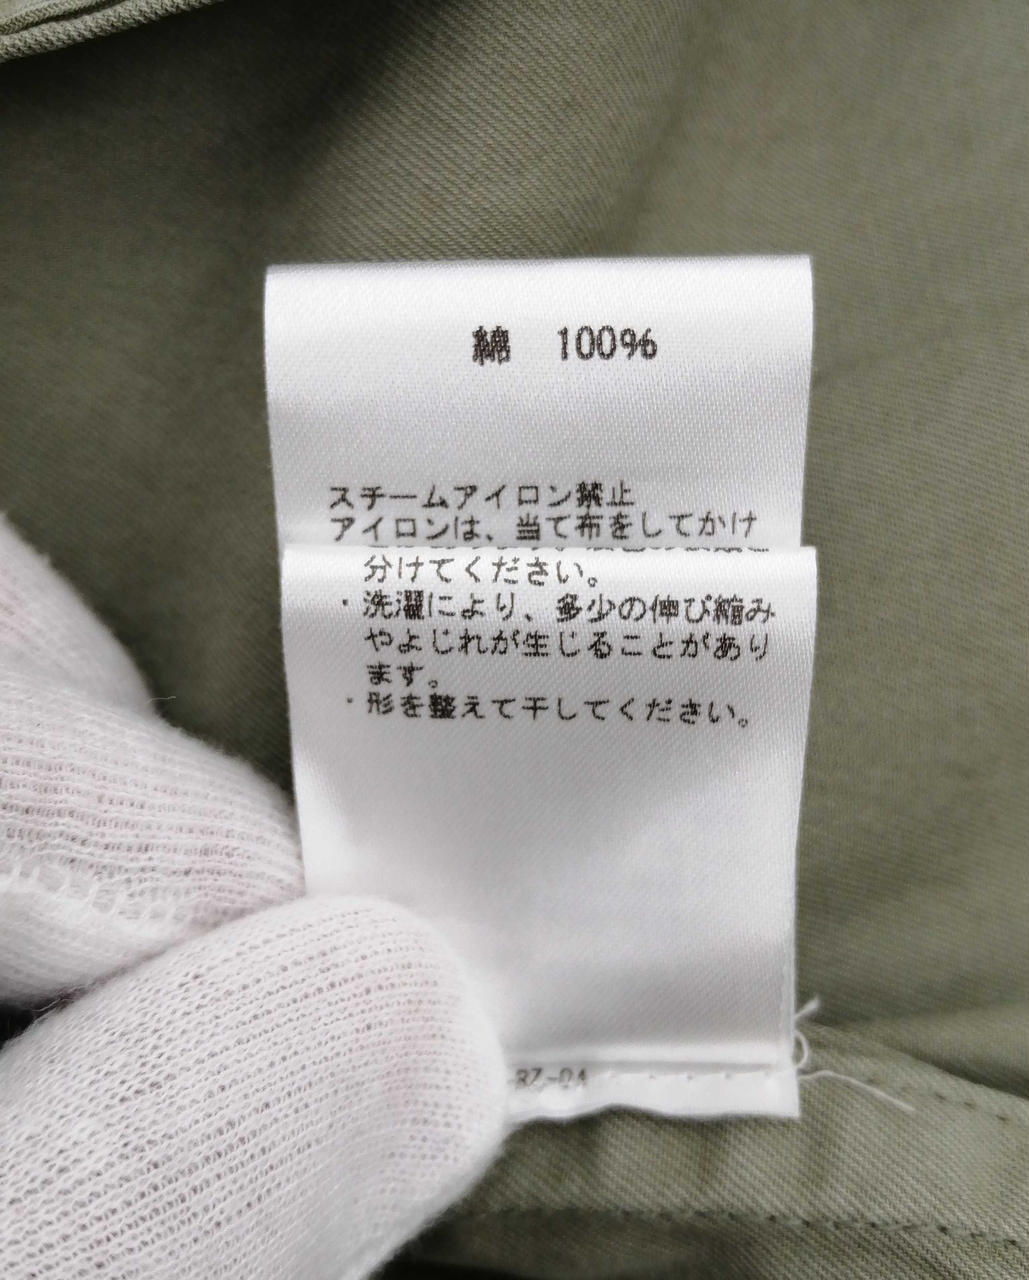 綿 100%
スチームアイロン禁止
アイロンは、当て布をしてかけ
分けてください。
・洗濯により、多少の伸び縮み
やよじれが生じることがあり
ます。
・形を整えて干してください。
RZ-04